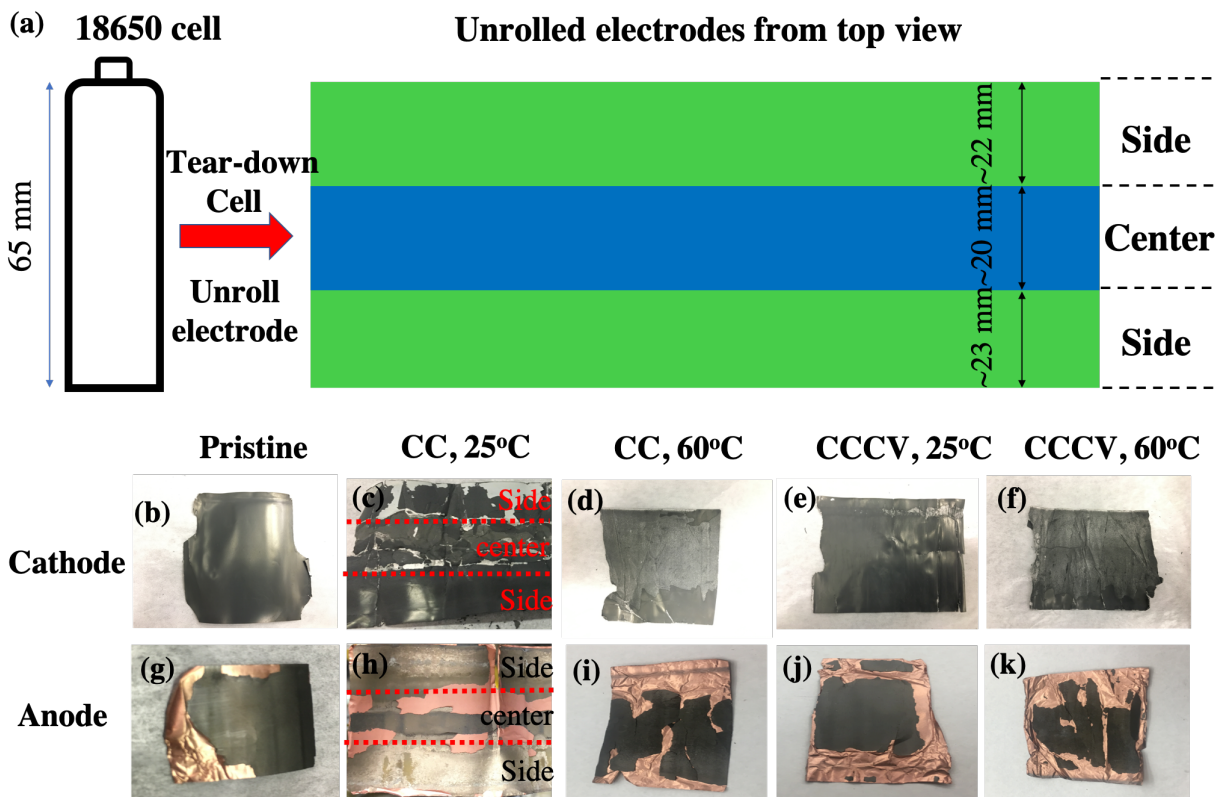 (a)
18650 cell
Unrolled electrodes from top view
65 mm
Tear-down
Cell
Unroll
electrode
~22 mm
~20 mm
~23 mm
Side
Center
Side
Pristine
CC, 25°C
CC, 60°C
CCCV, 25°C
CCCV, 60°C
Cathode
(b)
(c)
Side
center
Side
(d)
(e)
(f)
Anode
(g)
(h)
Side
center
Side
(i)
(j)
(k)